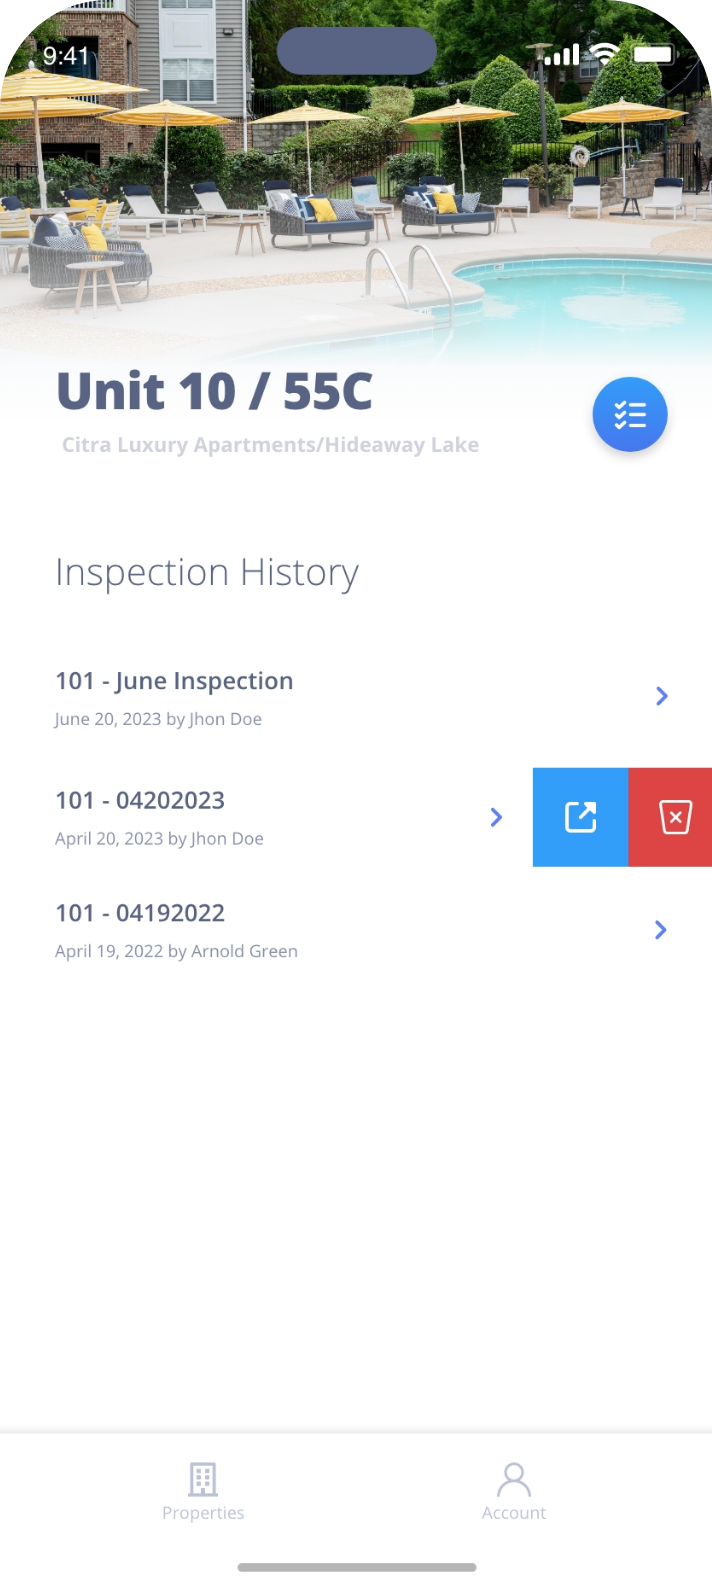 9:41
Unit 10 / 55C
Citra Luxury Apartments/Hideaway Lake
Inspection History
101 - June Inspection
June 20, 2023 by Jhon Doe
101 - 04202023
April 20, 2023 by Jhon Doe
101 - 04192022
April 19, 2022 by Arnold Green
Properties
Account